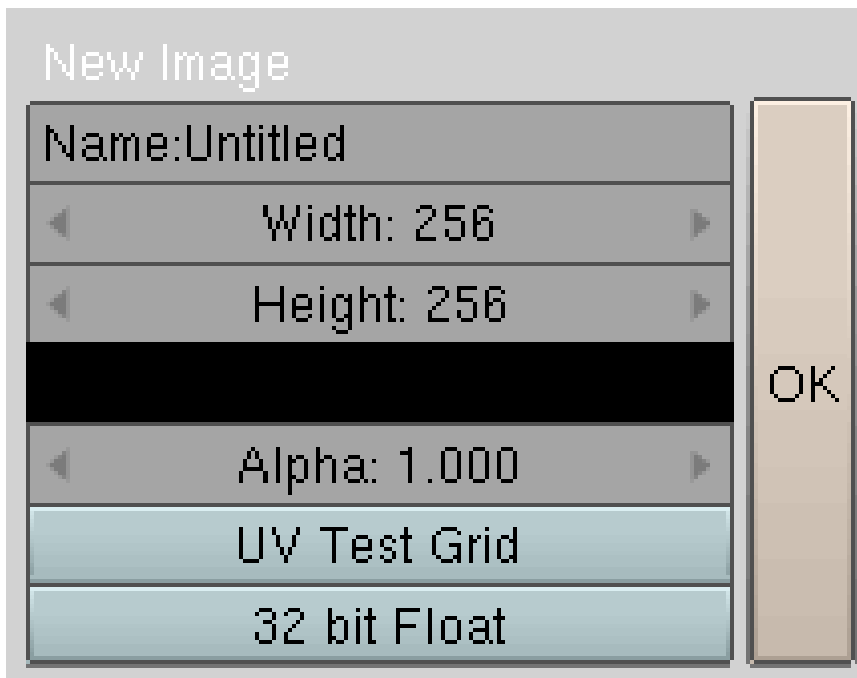 New Image
Name:Untitled
Width: 256
Height: 256
OK
Alpha: 1.000
UV Test Grid
32 bit Float